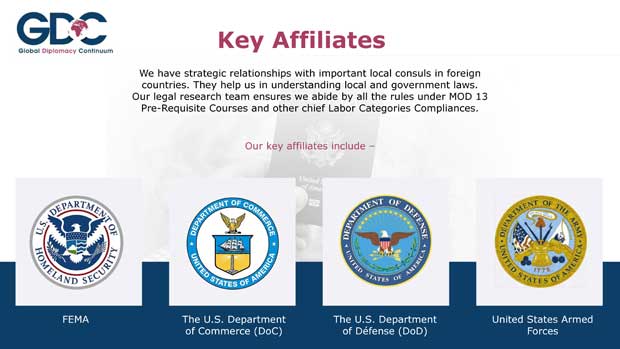 GDC
Global Diplomacy Continuum
Key Affiliates
We have strategic relationships with important local consuls in foreign
countries. They help us in understanding local and government laws.
Our legal research team ensures we abide by all the rules under MOD 13
Pre-Requisite Courses and other chief Labor Categories Compliances.
Our key affiliates include –
U.S. DEPARTMENT OF
HOMELAND SECURITY
DEPARTMENT OF COMMERCE
UNITED STATES OF AMERICA
DEPARTMENT OF DEFENSE
UNITED STATES OF AMERICA
DEPARTMENT OF THE ARMY
UNITED STATES OF AMERICA
1775
FEMA
The U.S. Department
of Commerce (DoC)
The U.S. Department
of Défense (DoD)
United States Armed
Forces